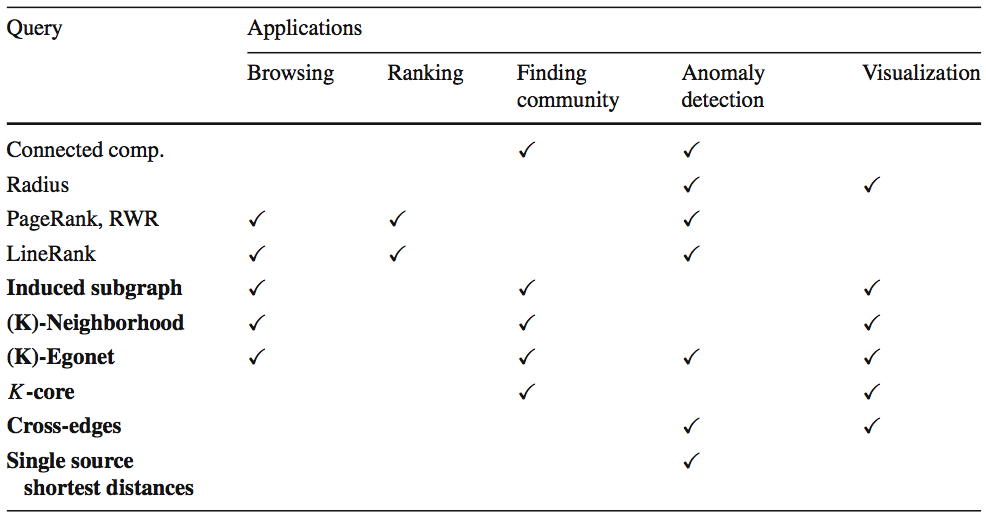 Query Applications
Browsing Ranking Finding community Anomaly detection Visualization
Connected comp. ✓ ✓
Radius ✓ ✓
PageRank, RWR ✓ ✓ ✓
LineRank ✓ ✓ ✓
Induced subgraph ✓ ✓ ✓
(K)-Neighborhood ✓ ✓ ✓
(K)-Egonet ✓ ✓ ✓ ✓
K-core ✓ ✓
Cross-edges ✓ ✓
Single source ✓
shortest distances